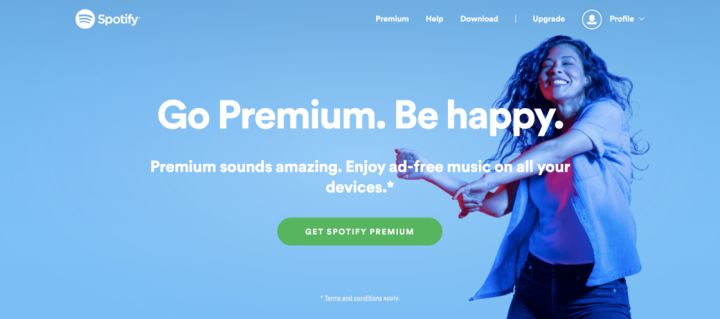 Spotify
Premium Help Download | Upgrade Profile
Go Premium. Be happy.
Premium sounds amazing. Enjoy ad-free music on all your
devices.*
GET SPOTIFY PREMIUM
* Terms and conditions apply.